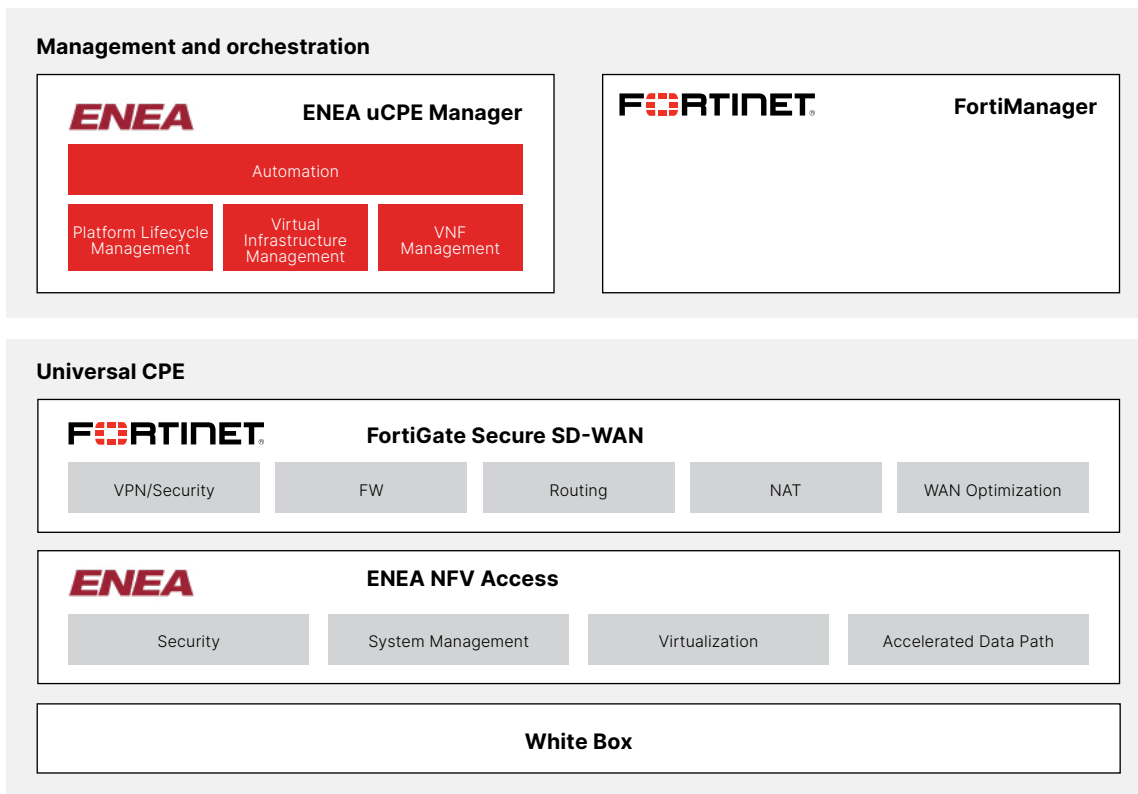 Management and orchestration
ENEA
ENEA uCPE Manager
Automation
Platform Lifecycle
Management
Virtual
Infrastructure
Management
VNF
Management
FORTINET®
FortiManager
Universal CPE
FORTINET®
FortiGate Secure SD-WAN
VPN/Security
FW
Routing
NAT
WAN Optimization
ENEA
ENEA NFV Access
Security
System Management
Virtualization
Accelerated Data Path
White Box